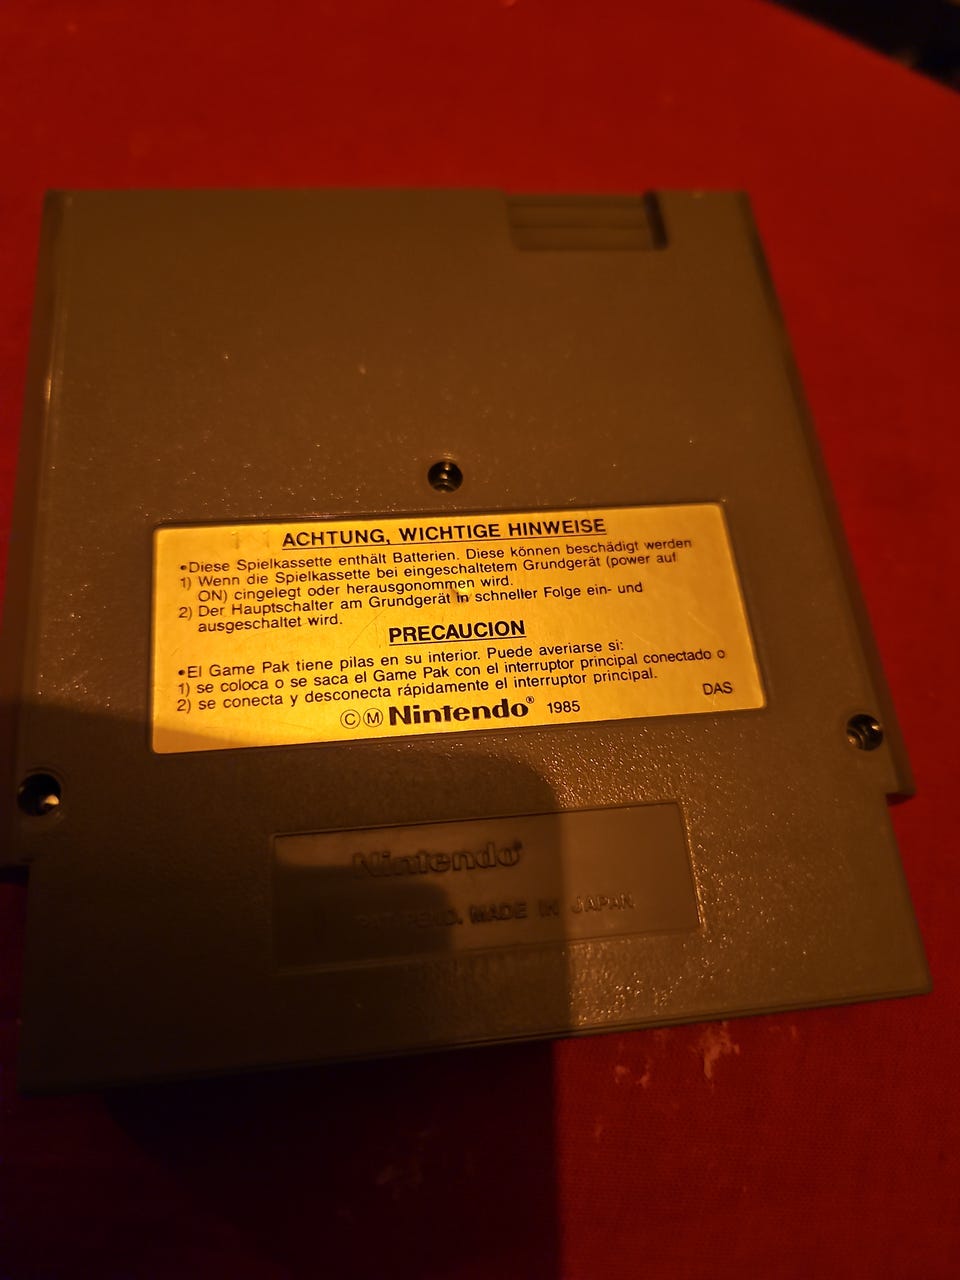 ACHTUNG, WICHTIGE HINWEISE
•Diese Spielkassette enthält Batterien. Diese können beschädigt werden
1) Wenn die Spielkassette bei eingeschaltetem Grundgerät (power auf
ON) eingelegt oder herausgonommen wird.
2) Der Hauptschalter am Grundgerät in schneller Folge ein- und
ausgeschaltet wird.
PRECAUCION
•El Game Pak tiene pilas en su interior. Puede averiarse si:
1) se coloca o se saca el Game Pak con el interruptor principal conectado o
2) se conecta y desconecta rápidamente el interruptor principal.
DAS
©Ⓜ Nintendo® 1985
Nintendo®
PAT. PEND. MADE IN JAPAN